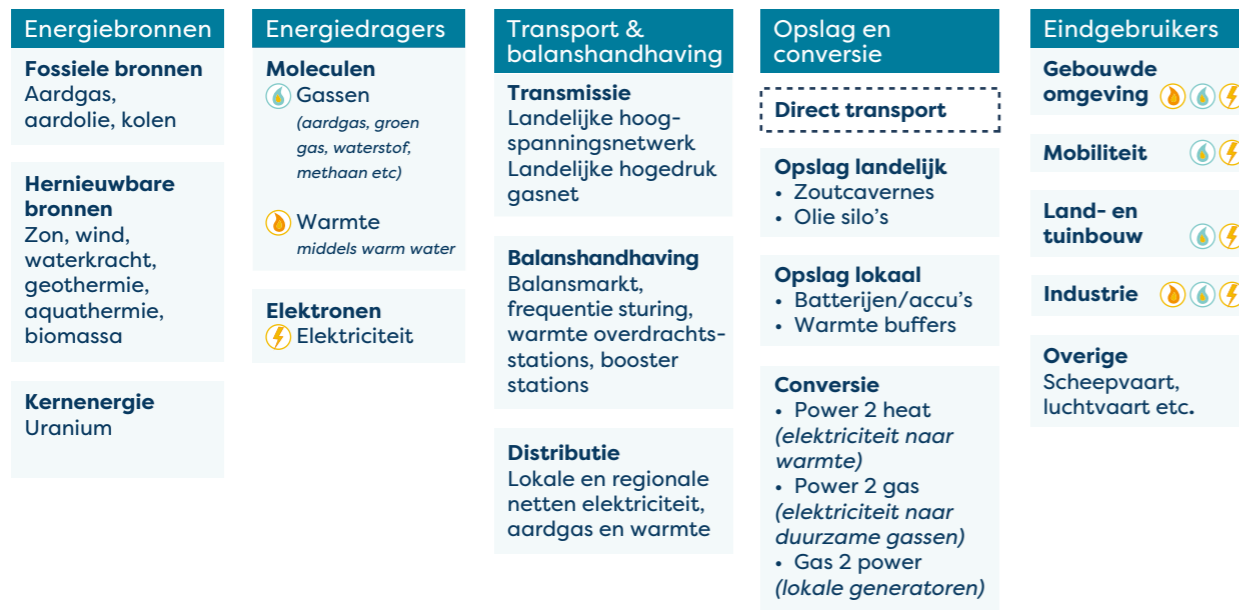 Energiebronnen
Fossiele bronnen
Aardgas,
aardolie, kolen
Hernieuwbare
bronnen
Zon, wind,
waterkracht,
geothermie,
aquathermie,
biomassa
Kernenergie
Uranium
Energiedragers
Moleculen
Gassen
(aardgas, groen
gas, waterstof,
methaan etc)
Warmte
middels warm water
Elektronen
Elektriciteit
Transport &
balanshandhaving
Transmissie
Landelijke hoog-
spanningsnetwerk
Landelijke hogedruk
gasnet
Balanshandhaving
Balansmarkt,
frequentie sturing,
warmte overdrachts-
stations, booster
stations
Distributie
Lokale en regionale
netten elektriciteit,
aardgas en warmte
Opslag en
conversie
Direct transport
Opslag landelijk
• Zoutcavernes
• Olie silo's
Opslag lokaal
• Batterijen/accu's
• Warmte buffers
Conversie
• Power 2 heat
(elektriciteit naar
warmte)
• Power 2 gas
(elektriciteit naar
duurzame gassen)
• Gas 2 power
(lokale generatoren)
Eindgebruikers
Gebouwde
omgeving
Mobiliteit
Land- en
tuinbouw
Industrie
Overige
Scheepvaart,
luchtvaart etc.